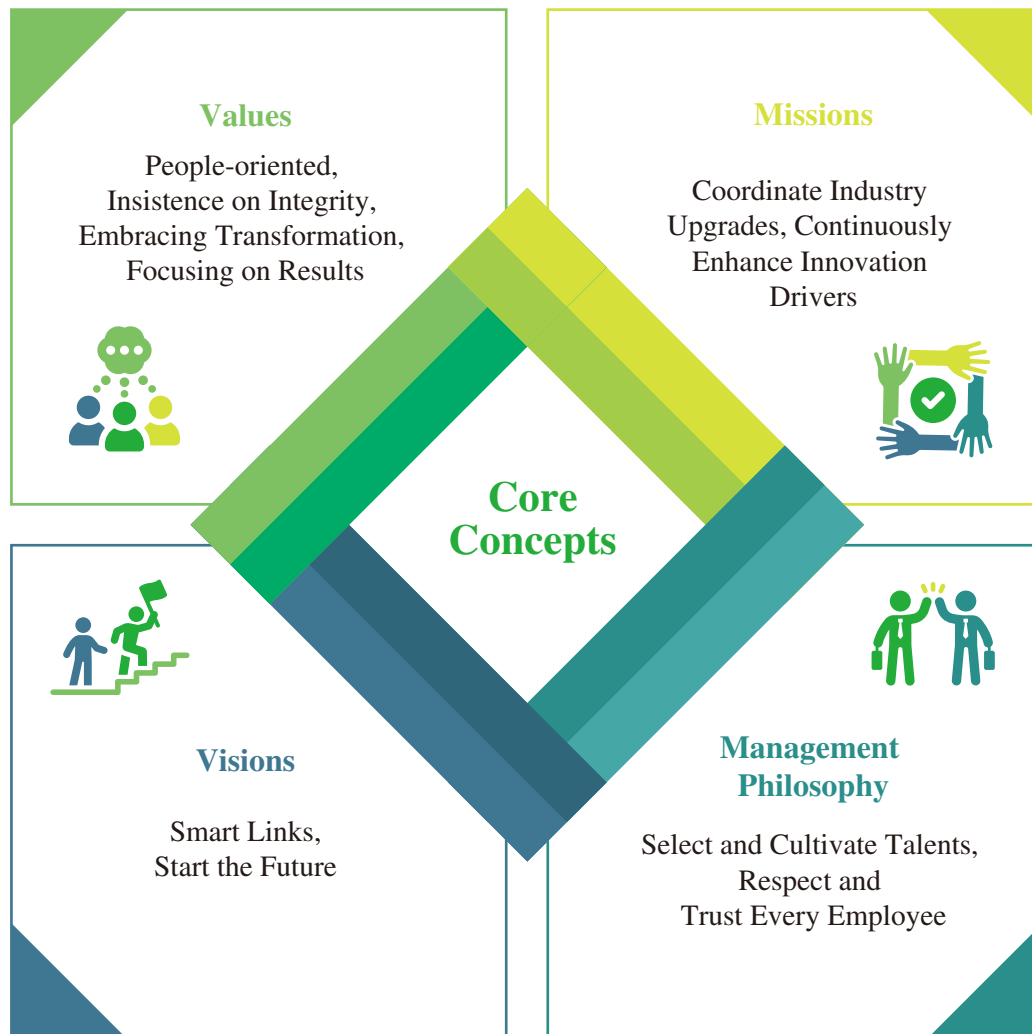 Values
People-oriented,
Insistence on Integrity,
Embracing Transformation,
Focusing on Results
Missions
Coordinate Industry
Upgrades, Continuously
Enhance Innovation
Drivers
Core
Concepts
Visions
Smart Links,
Start the Future
Management
Philosophy
Select and Cultivate Talents,
Respect and
Trust Every Employee